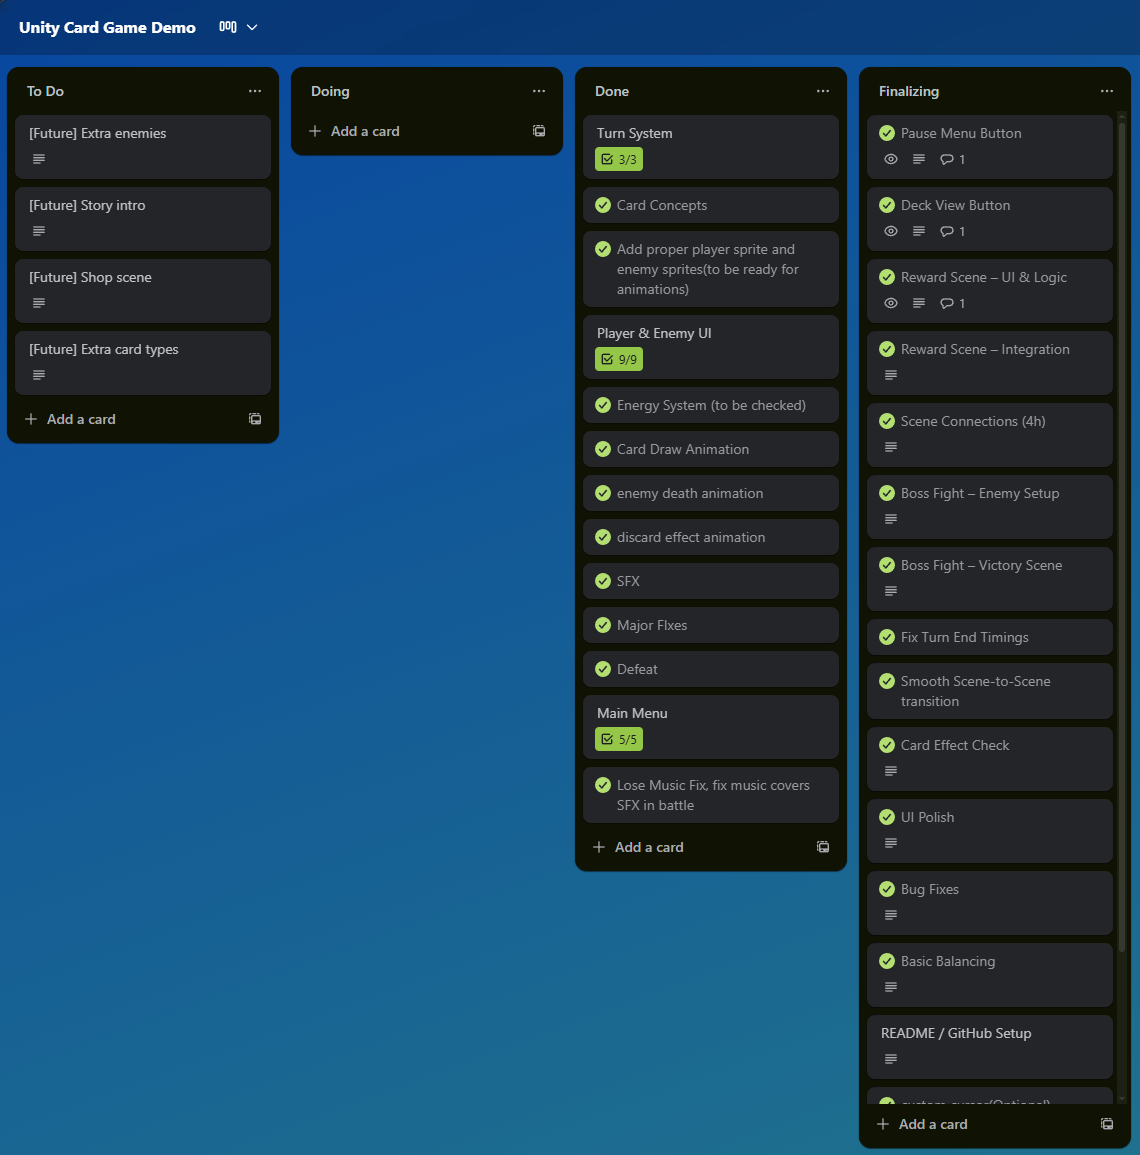 Unity Card Game Demo
To Do
[Future] Extra enemies
[Future] Story intro
[Future] Shop scene
[Future] Extra card types
Add a card
Doing
Add a card
Done
Turn System
3/3
Card Concepts
Add proper player sprite and
enemy sprites(to be ready for
animations)
Player & Enemy UI
9/9
Energy System (to be checked)
Card Draw Animation
enemy death animation
discard effect animation
SFX
Major FIxes
Defeat
Main Menu
5/5
Lose Music Fix, fix music covers
SFX in battle
Add a card
Finalizing
Pause Menu Button
1
Deck View Button
1
Reward Scene – UI & Logic
1
Reward Scene – Integration
Scene Connections (4h)
Boss Fight – Enemy Setup
Boss Fight – Victory Scene
Fix Turn End Timings
Smooth Scene-to-Scene
transition
Card Effect Check
UI Polish
Bug Fixes
Basic Balancing
README / GitHub Setup
custom cursor(Optional)
Add a card